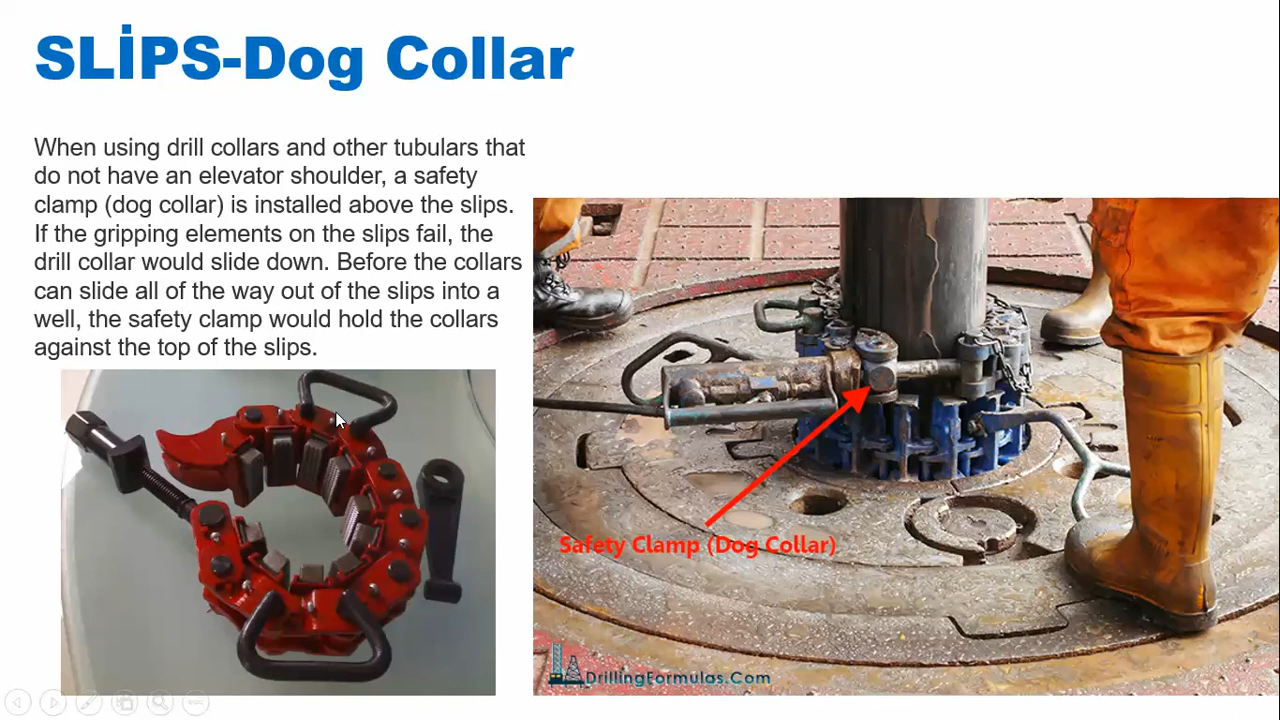 SLİPS-Dog Collar
When using drill collars and other tubulars that
do not have an elevator shoulder, a safety
clamp (dog collar) is installed above the slips.
If the gripping elements on the slips fail, the
drill collar would slide down. Before the collars
can slide all of the way out of the slips into a
well, the safety clamp would hold the collars
against the top of the slips.
Safety Clamp (Dog Collar)
DrillingFormulas.Com